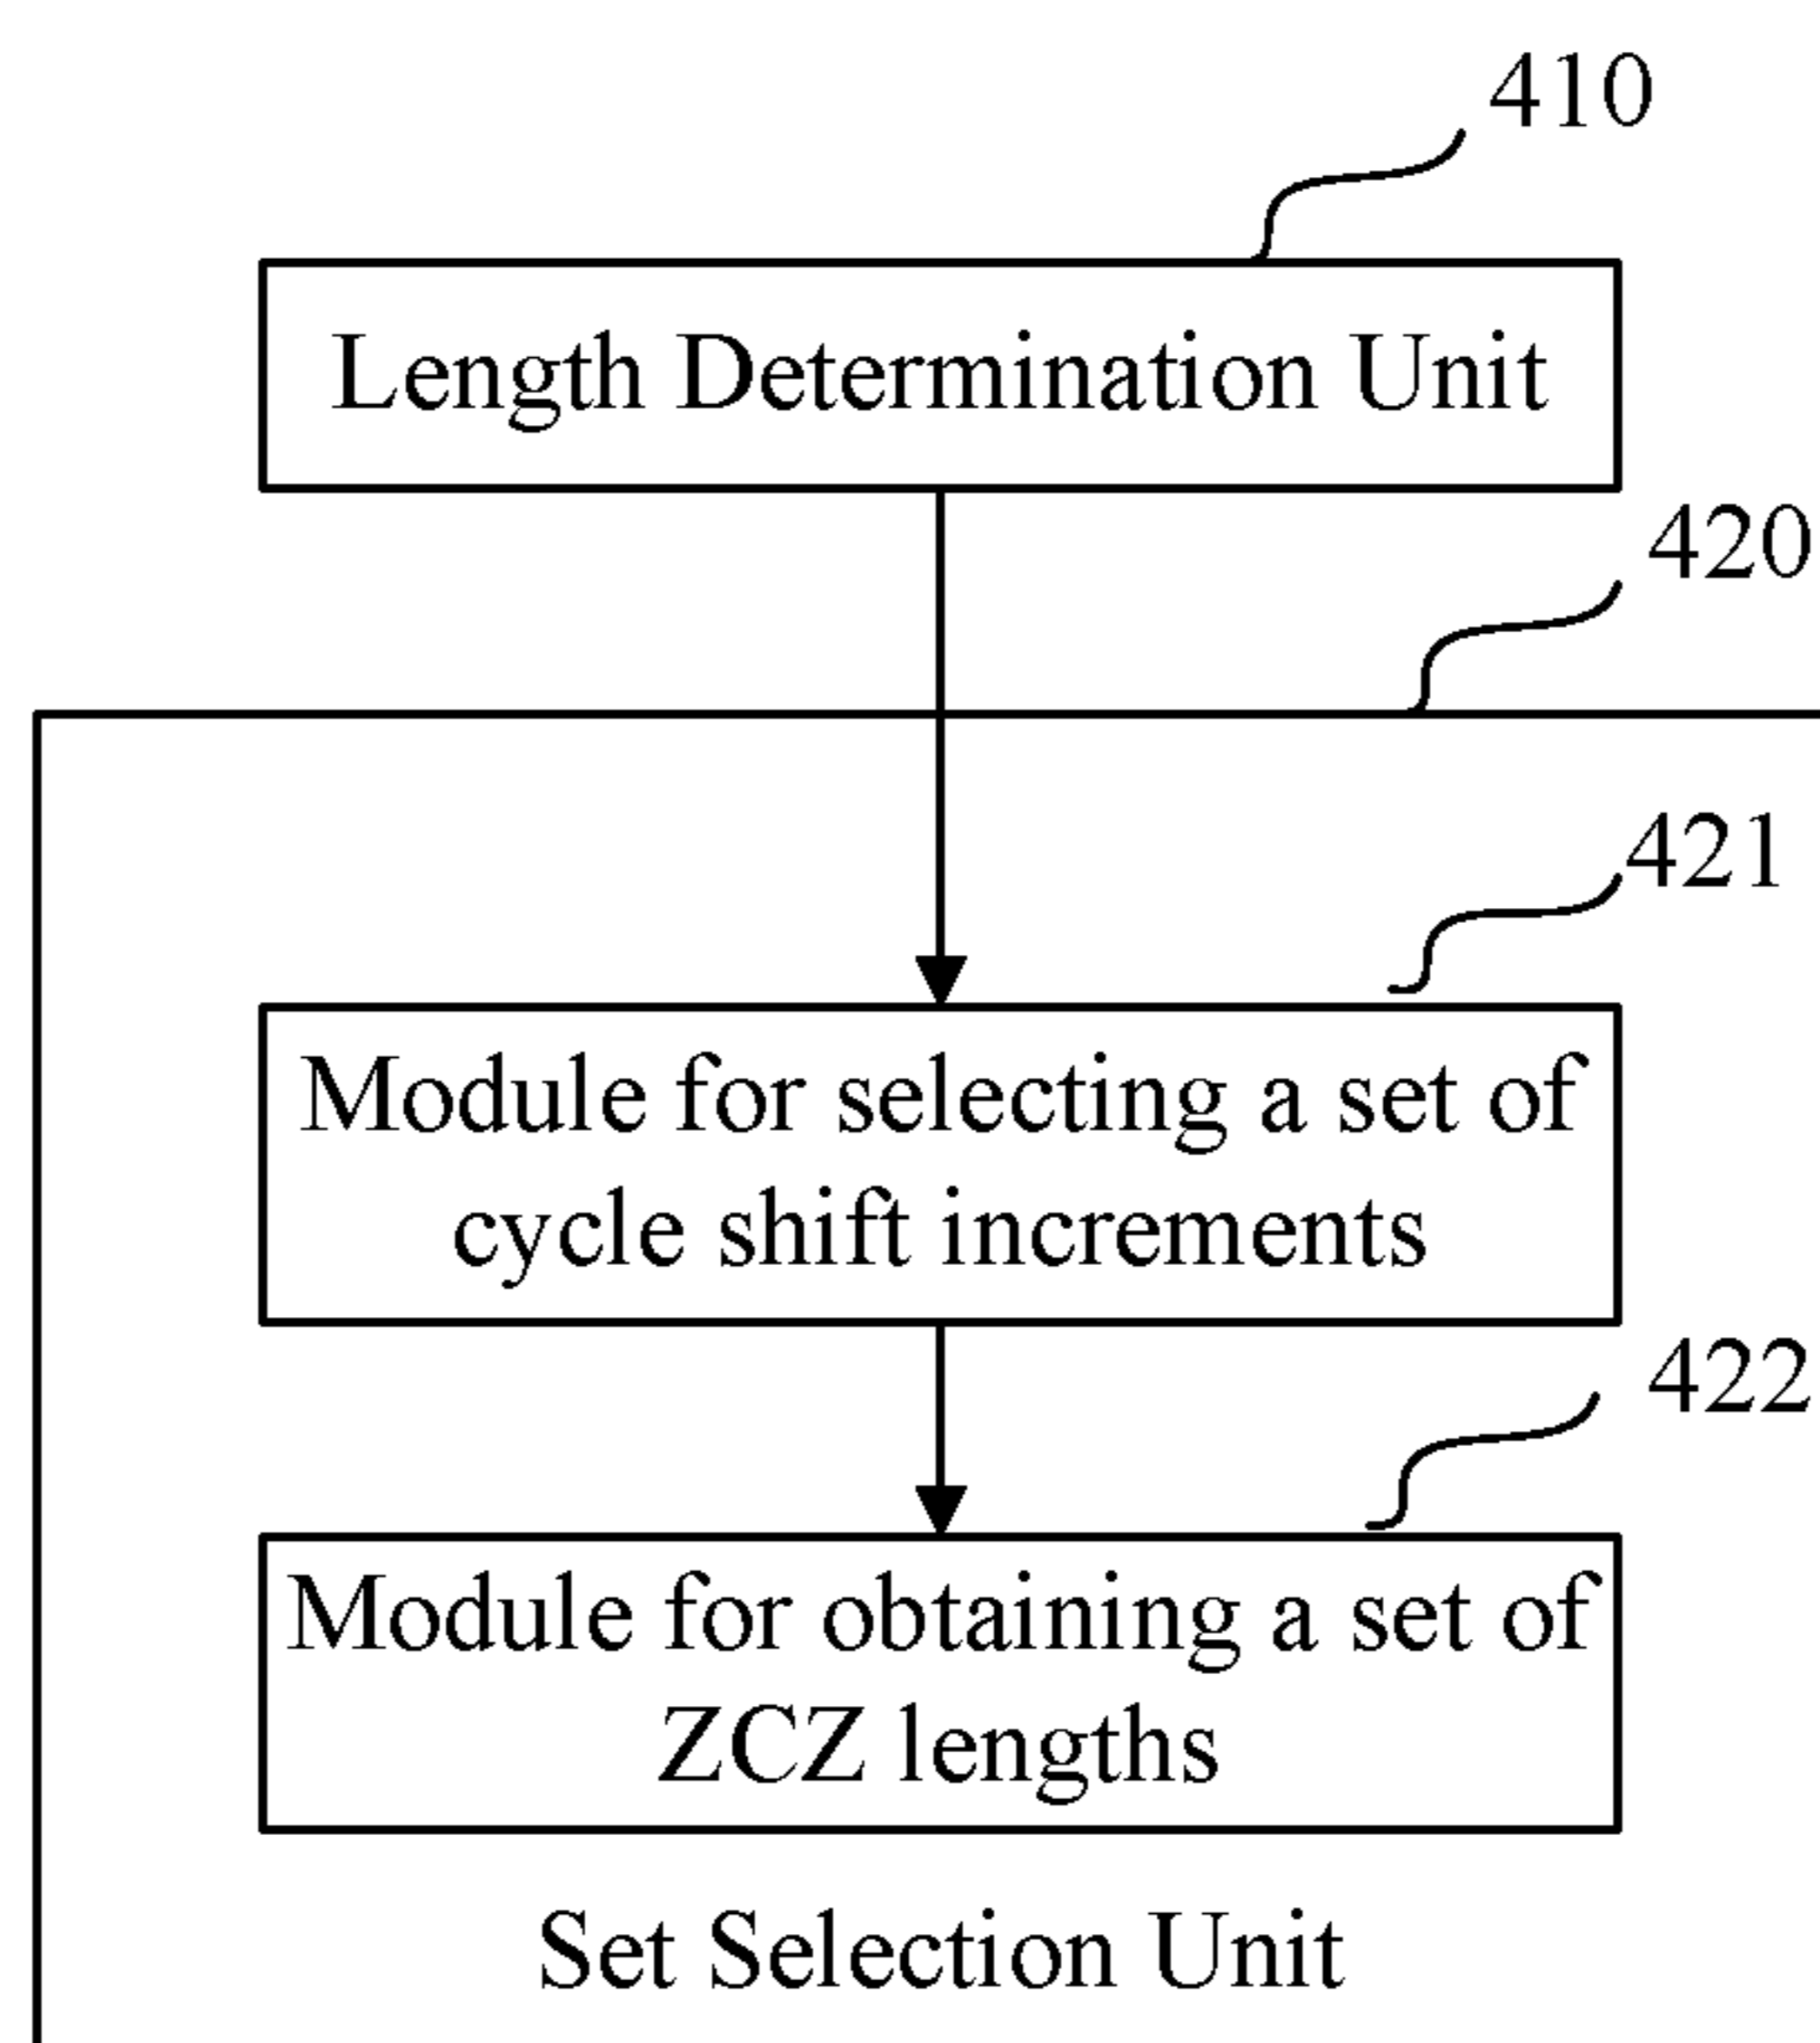 410
Length Determination Unit
420
421
Module for selecting a set of
cycle shift increments
422
Module for obtaining a set of
ZCZ lengths
Set Selection Unit